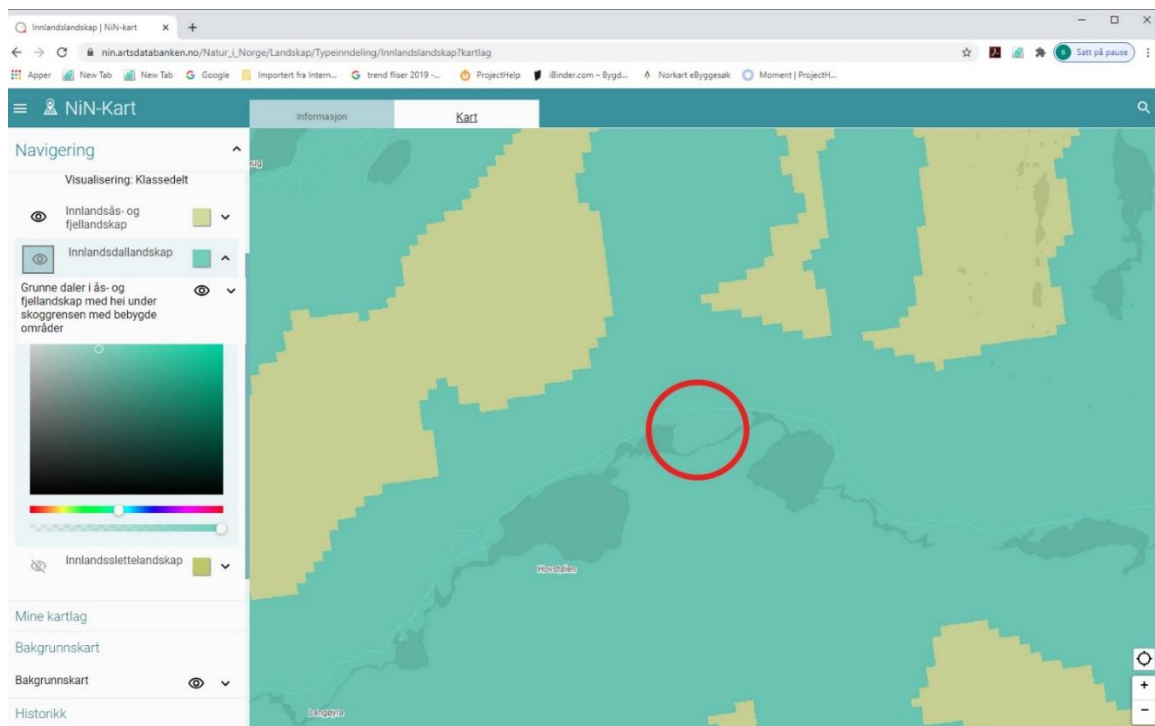 Innlandslandskap | NiN-kart
nin.artsdatabanken.no/Natur_i_Norge/Landskap/Typeinndeling/Innlandslandskap?kartlag
Satt på pause
Apper
New Tab
New Tab
Google
Importert fra Intern...
trend fliser 2019 -...
ProjectHelp
iBinder.com – Bygd...
Norkart eByggesøk
Moment | ProjectH...
NiN-Kart
Informasjon
Kart
Navigering
Visualisering: Klassedelt
Innlandsås- og
fjellandskap
Innlandsdallandskap
Grunne daler i ås- og
fjellandskap med hei under
skoggrensen med bebygde
områder
Innlandsslettelandskap
Mine kartlag
Bakgrunnskart
Bakgrunnskart
Historikk
Hovstølen
Langøyra